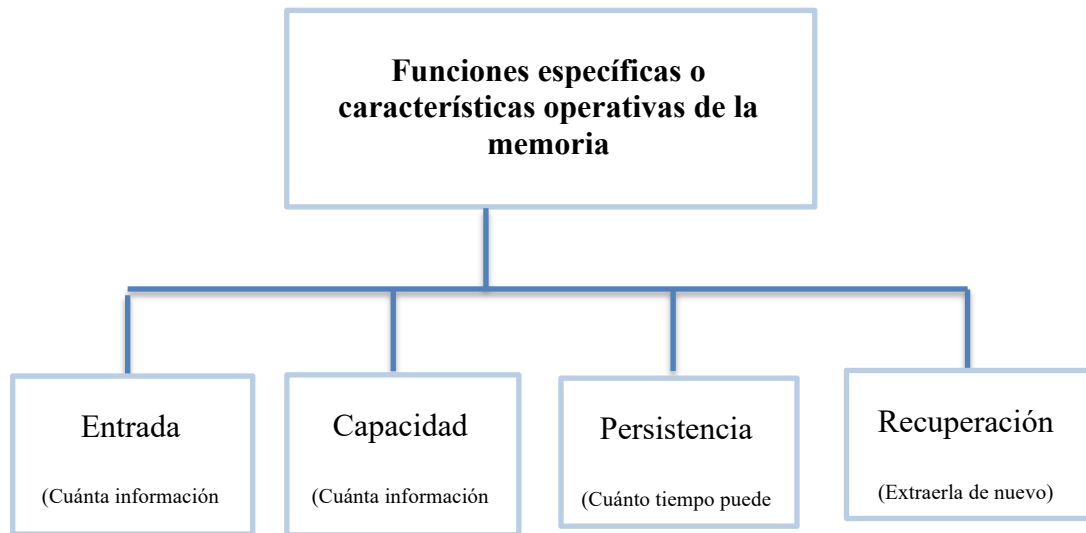 Funciones específicas o
características operativas de la
memoria
Entrada
(Cuánta información
Capacidad
(Cuánta información
Persistencia
(Cuánto tiempo puede
Recuperación
(Extraerla de nuevo)